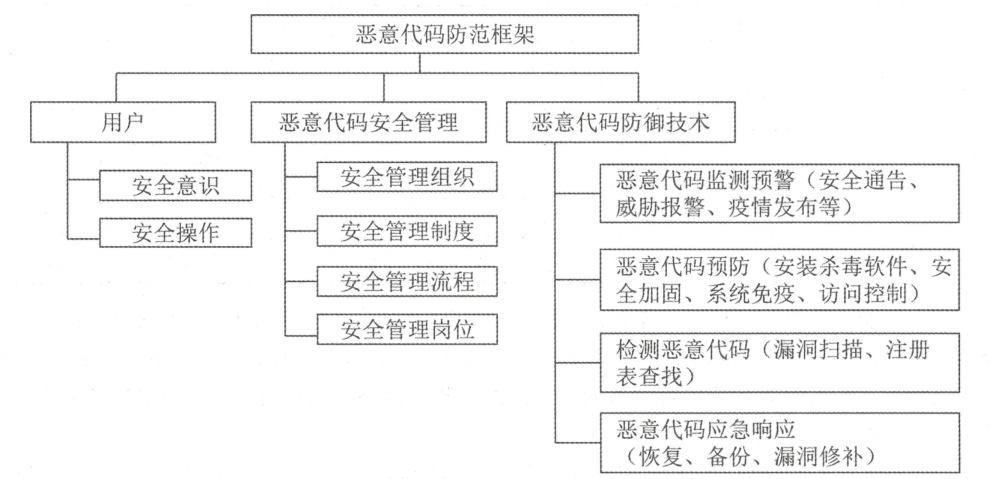 恶意代码防范框架
用户
恶意代码安全管理
恶意代码防御技术
安全意识
安全操作
安全管理组织
安全管理制度
安全管理流程
安全管理岗位
恶意代码监测预警（安全通告、
威胁报警、疫情发布等）
恶意代码预防（安装杀毒软件、安
全加固、系统免疫、访问控制）
检测恶意代码（漏洞扫描、注册
表查找）
恶意代码应急响应
（恢复、备份、漏洞修补）